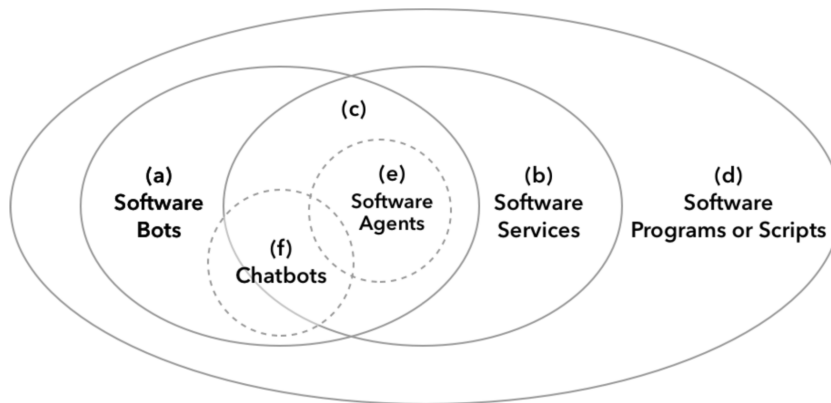 (c)
(a)
Software
Bots
(e)
Software
Agents
(b)
Software
Services
(d)
Software
Programs or Scripts
(f)
Chatbots